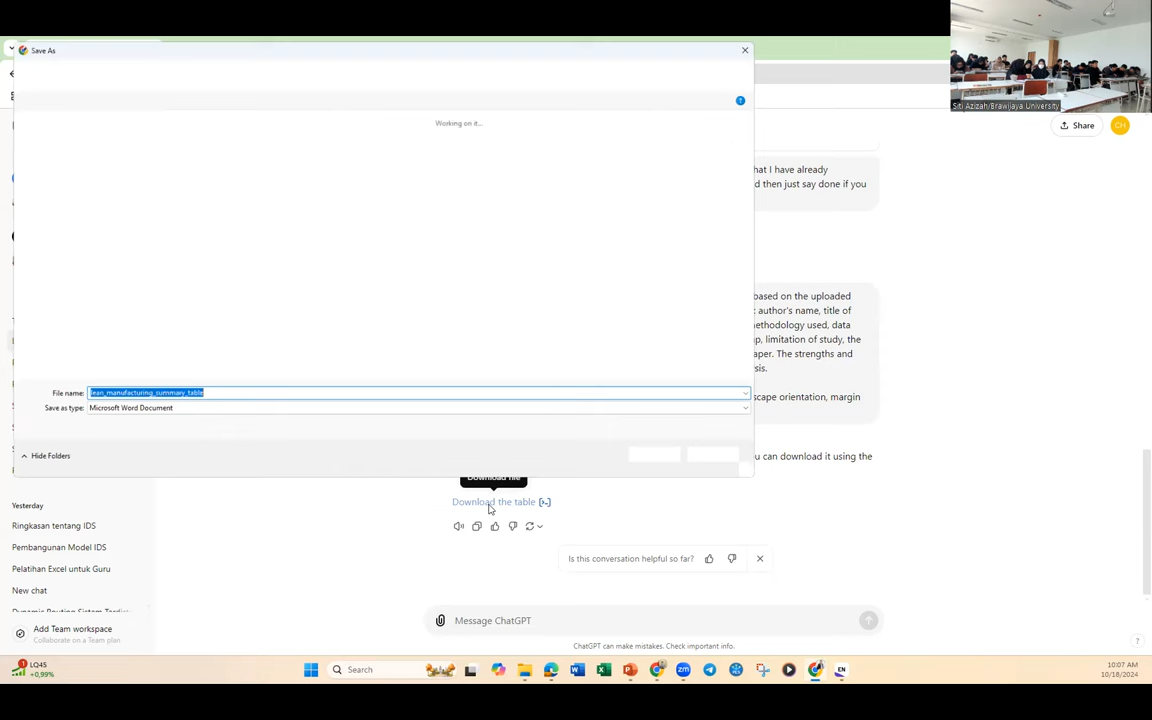 Save As
Working on it...
Siti Azizah/Brawijaya University
Share
CH
hat I have already
d then just say done if you
based on the uploaded
author's name, title of
ethodology used, data
p, limitation of study, the
aper. The strengths and
sis.
scape orientation, margin
File name: lean_manufacturing_summary_table
Save as type: Microsoft Word Document
Hide Folders
u can download it using the
Download file
Download the table
Is this conversation helpful so far?
Yesterday
Ringkasan tentang IDS
Pembangunan Model IDS
Pelatihan Excel untuk Guru
New chat
Dynamic Routing Sistem
Add Team workspace
Collaborate on a Team plan
Message ChatGPT
ChatGPT can make mistakes. Check important info.
?
LQ45
+0,99%
Search
EN
10:07 AM
10/18/2024